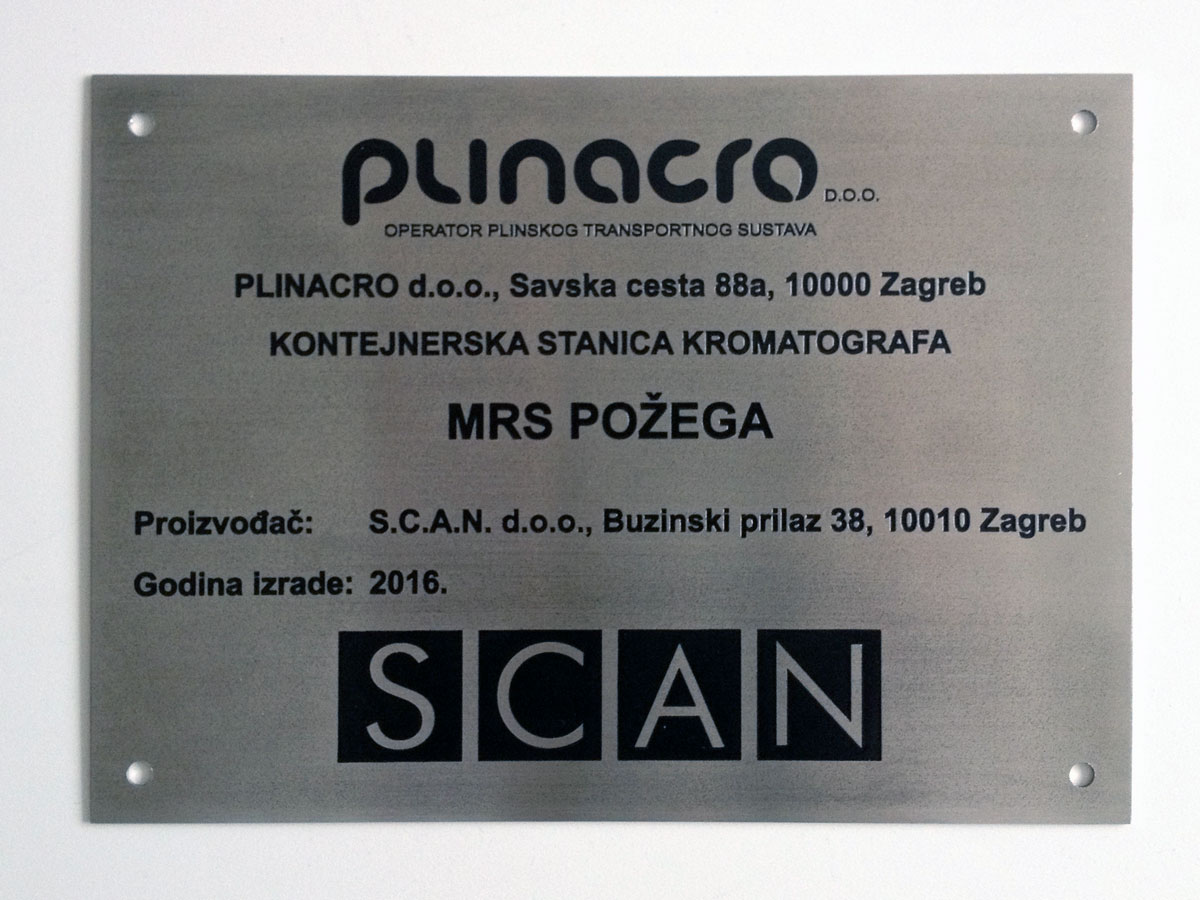 PLINACRO D.O.O.
OPERATOR PLINSKOG TRANSPORTNOG SUSTAVA
PLINACRO d.o.o., Savska cesta 88a, 10000 Zagreb
KONTEJNERSKA STANICA KROMATOGRAFA
MRS POŽEGA
Proizvođač: S.C.A.N. d.o.o., Buzinski prilaz 38, 10010 Zagreb
Godina izrade: 2016.
SCAN